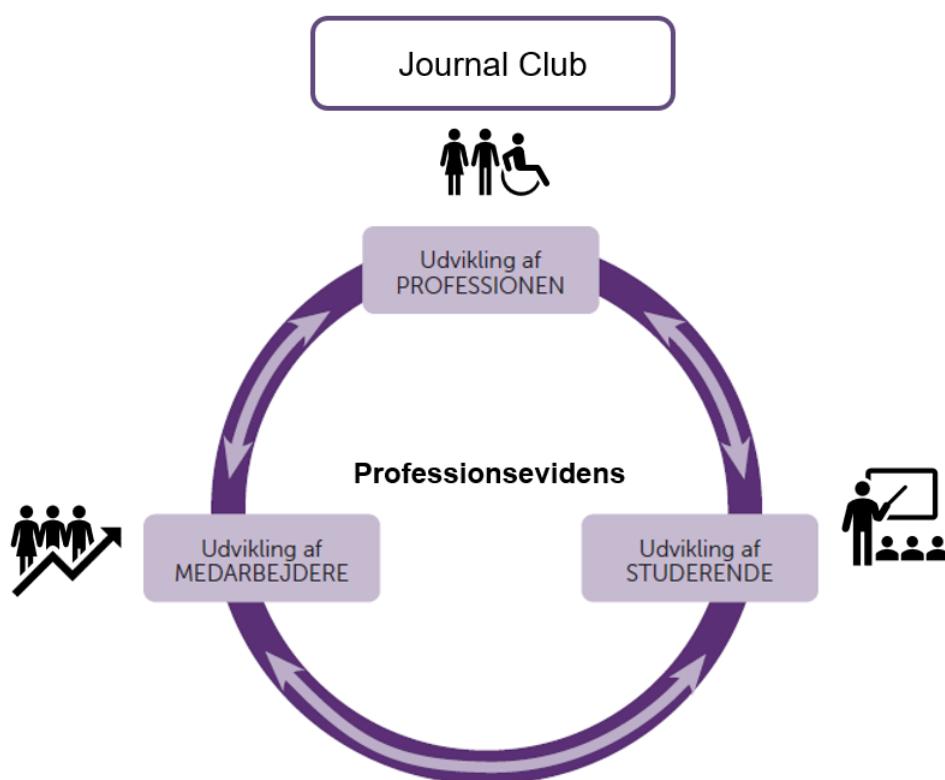 Journal Club
Udvikling af
PROFESSIONEN
Professionsevidens
Udvikling af
MEDARBEJDERE
Udvikling af
STUDERENDE